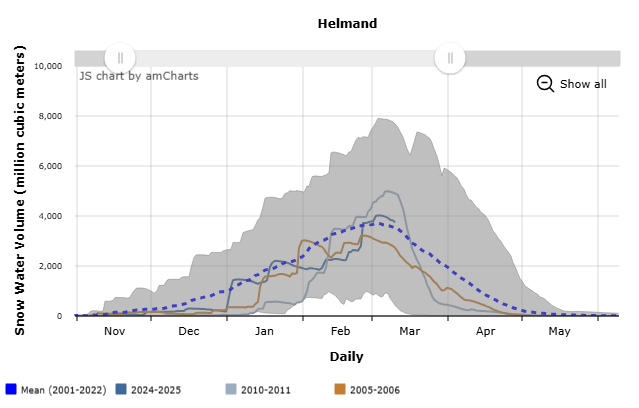 Helmand
Snow Water Volume (million cubic meters)
JS chart by amCharts
Show all
10,000
8,000
6,000
4,000
2,000
0
Nov Dec Jan Feb Mar Apr May
Daily
Mean (2001-2022) 2024-2025 2010-2011 2005-2006